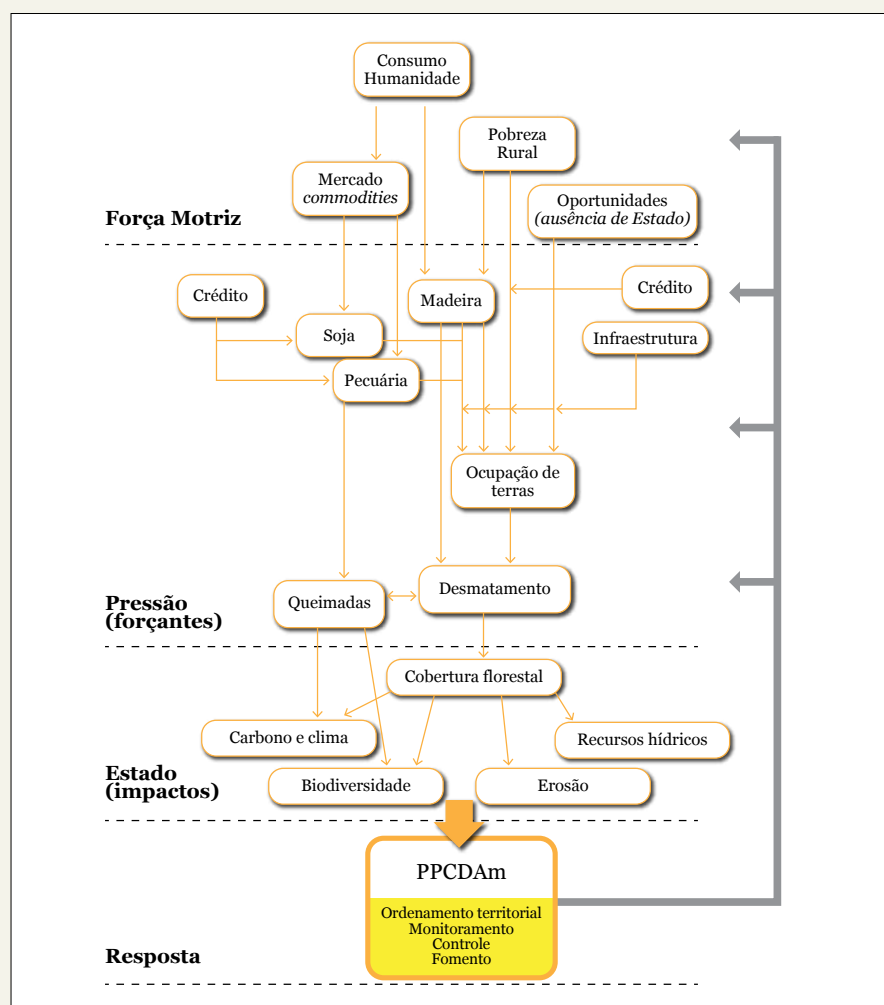 Consumo
Humanidade
Pobreza
Rural
Mercado
commodities
Oportunidades
(ausência de Estado)
Força Motriz
Crédito
Madeira
Crédito
Soja
Infraestrutura
Pecuária
Ocupação de
terras
Desmatamento
Queimadas
Pressão
(forçantes)
Cobertura florestal
Carbono e clima
Recursos hídricos
Biodiversidade
Erosão
Estado
(impactos)
PPCDAm
Ordenamento territorial
Monitoramento
Controle
Fomento
Resposta